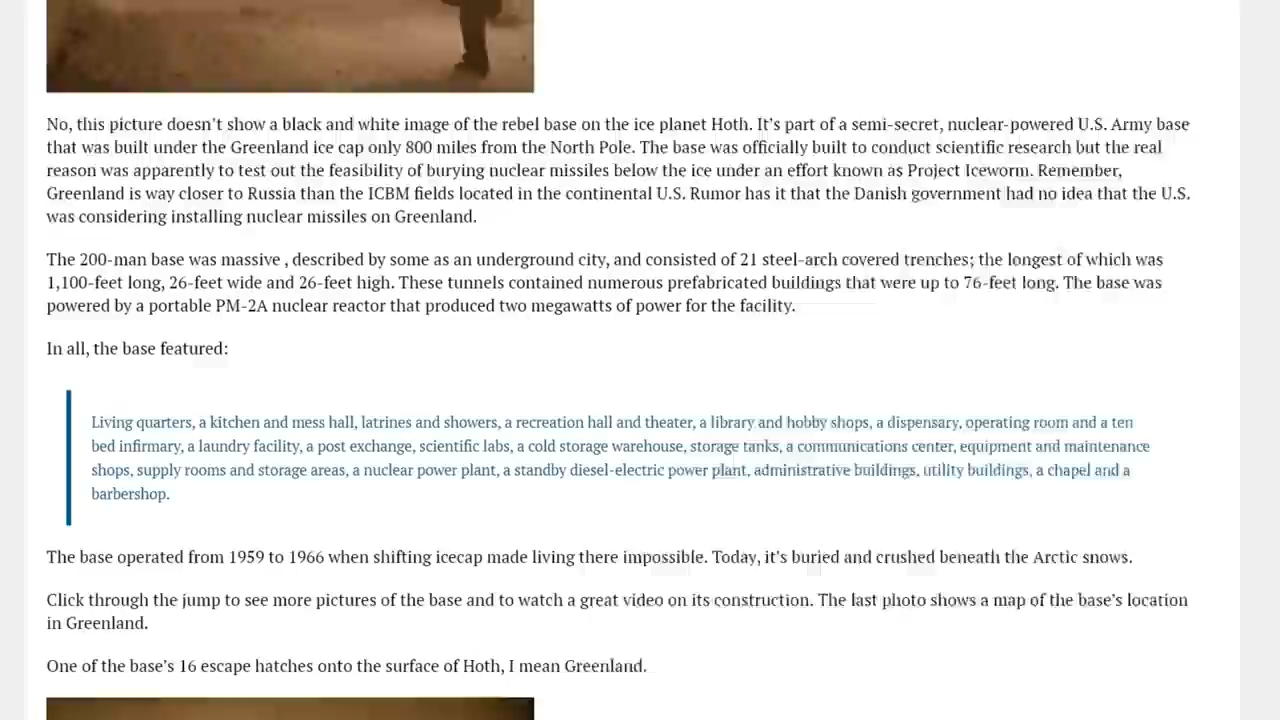 No, this picture doesn't show a black and white image of the rebel base on the ice planet Hoth. It's part of a semi-secret, nuclear-powered U.S. Army base
that was built under the Greenland ice cap only 800 miles from the North Pole. The base was officially built to conduct scientific research but the real
reason was apparently to test out the feasibility of burying nuclear missiles below the ice under an effort known as Project Iceworm. Remember,
Greenland is way closer to Russia than the ICBM fields located in the continental U.S. Rumor has it that the Danish government had no idea that the U.S.
was considering installing nuclear missiles on Greenland.
The 200-man base was massive , described by some as an underground city, and consisted of 21 steel-arch covered trenches; the longest of which was
1,100-feet long, 26-feet wide and 26-feet high. These tunnels contained numerous prefabricated buildings that were up to 76-feet long. The base was
powered by a portable PM-2A nuclear reactor that produced two megawatts of power for the facility.
In all, the base featured:
Living quarters, a kitchen and mess hall, latrines and showers, a recreation hall and theater, a library and hobby shops, a dispensary, operating room and a ten
bed infirmary, a laundry facility, a post exchange, scientific labs, a cold storage warehouse, storage tanks, a communications center, equipment and maintenance
shops, supply rooms and storage areas, a nuclear power plant, a standby diesel-electric power plant, administrative buildings, utility buildings, a chapel and a
barbershop.
The base operated from 1959 to 1966 when shifting icecap made living there impossible. Today, it's buried and crushed beneath the Arctic snows.
Click through the jump to see more pictures of the base and to watch a great video on its construction. The last photo shows a map of the base's location
in Greenland.
One of the base's 16 escape hatches onto the surface of Hoth, I mean Greenland.